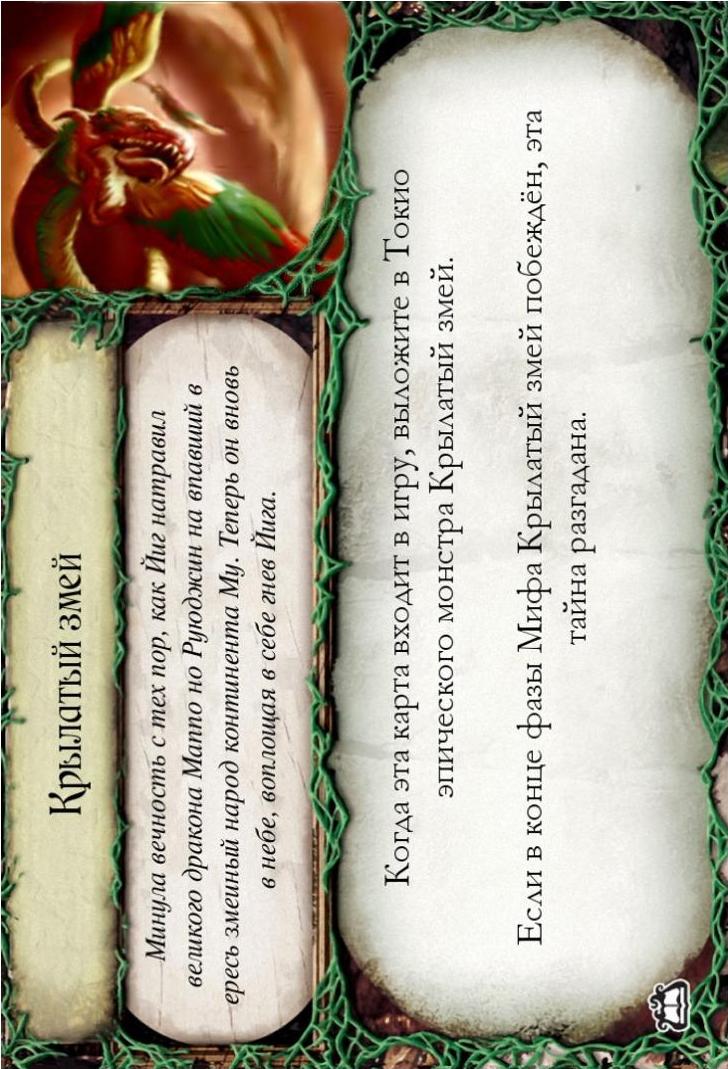 Крылатый змей
Минула вечность с тех пор, как Йиг натравил
великого дракона Маппо но Руюджин на впавший в
ересь змеиный народ континента Му. Теперь он вновь
в небе, воплощая в себе гнев Йига.
Когда эта карта входит в игру, выложите в Токио
эпического монстра Крылатый змей.
Если в конце фазы Мифа Крылатый змей побеждён, эта
тайна разгадана.